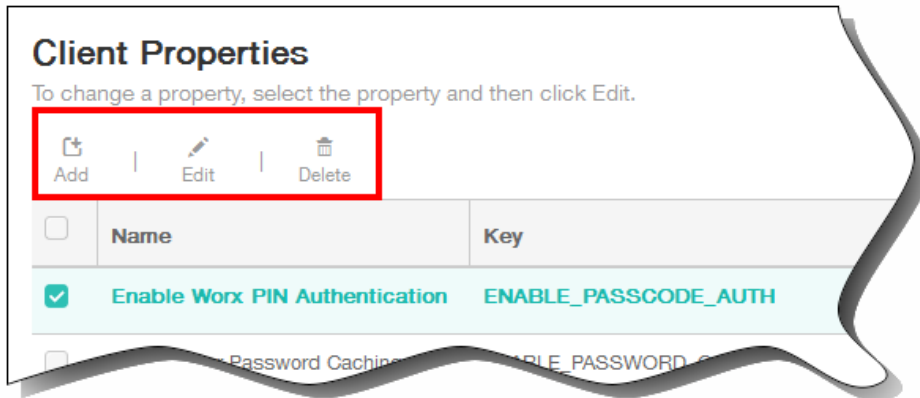 Client Properties
To change a property, select the property and then click Edit.
Add | Edit | Delete
Name Key
Enable Worx PIN Authentication ENABLE_PASSCODE_AUTH
Password Caching